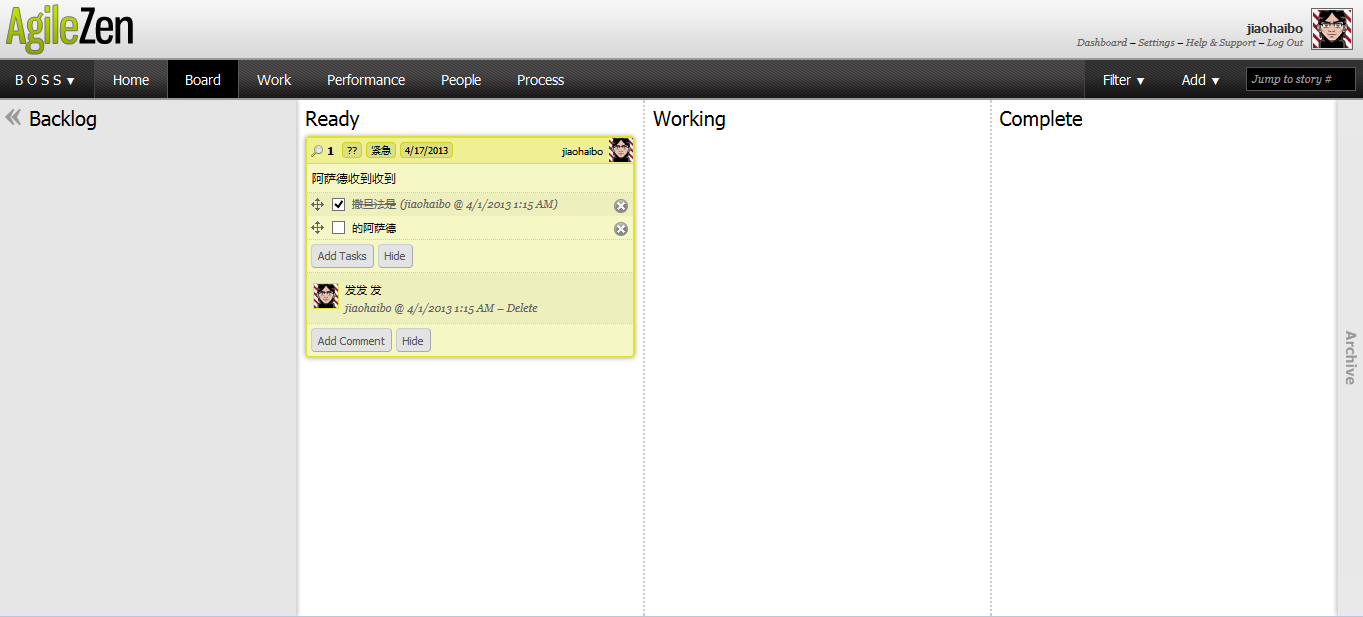 AgileZen
jiaohaibo
Dashboard – Settings – Help & Support – Log Out
B O S S ▼ Home Board Work Performance People Process Filter ▼ Add ▼ Jump to story #
Backlog Ready Working Complete
1 ?? 紧急 4/17/2013 jiaohaibo
阿萨德收到收到
撒旦法是 (jiaohaibo @ 4/1/2013 1:15 AM)
的阿萨德
Add Tasks Hide
发发 发
jiaohaibo @ 4/1/2013 1:15 AM – Delete
Add Comment Hide
Archive